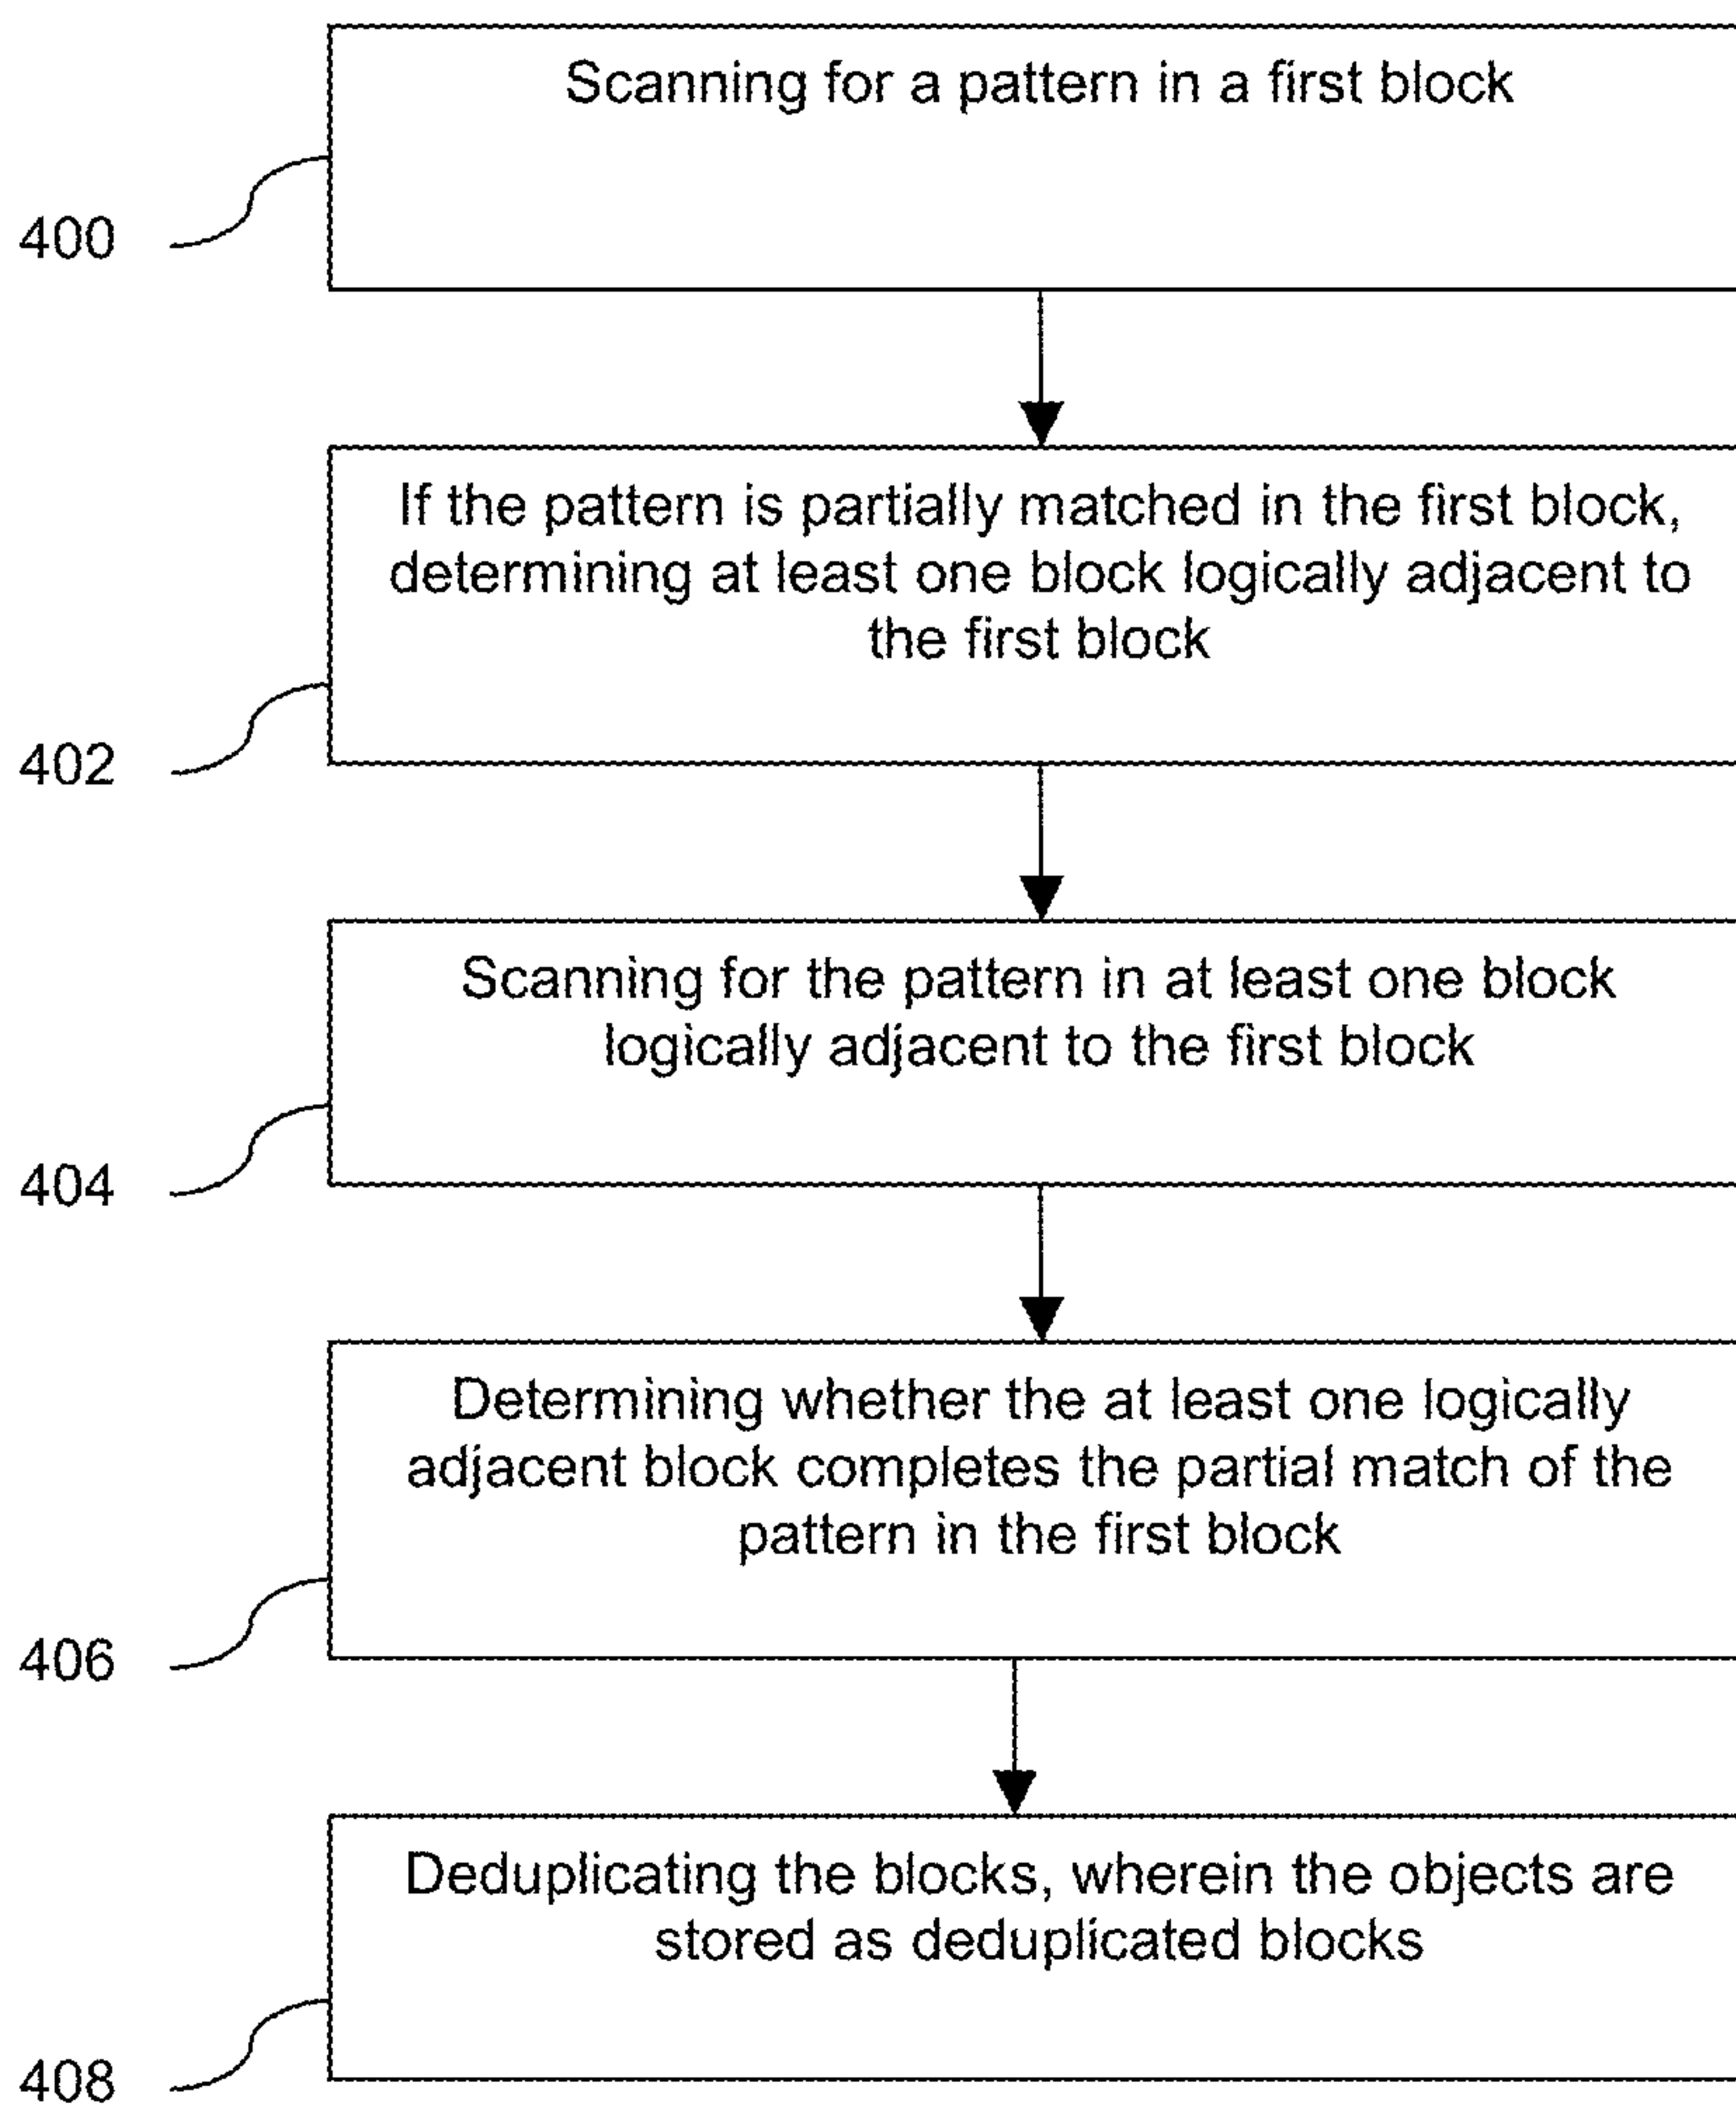 Scanning for a pattern in a first block
400
If the pattern is partially matched in the first block,
determining at least one block logically adjacent to
the first block
402
Scanning for the pattern in at least one block
logically adjacent to the first block
404
Determining whether the at least one logically
adjacent block completes the partial match of the
pattern in the first block
406
Deduplicating the blocks, wherein the objects are
stored as deduplicated blocks
408